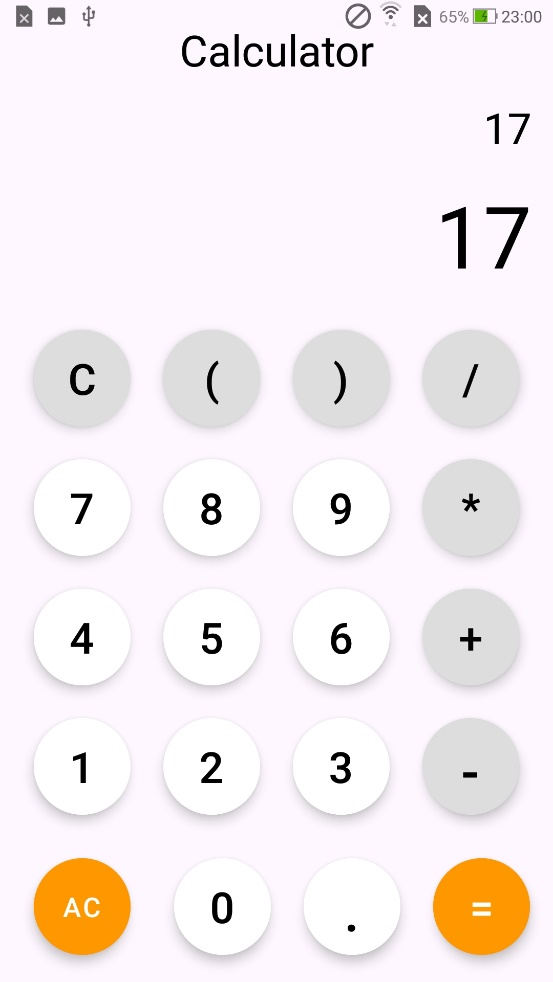 65% 23:00
Calculator
17
17
C ( ) /
7 8 9 *
4 5 6 +
1 2 3 -
AC 0 . =